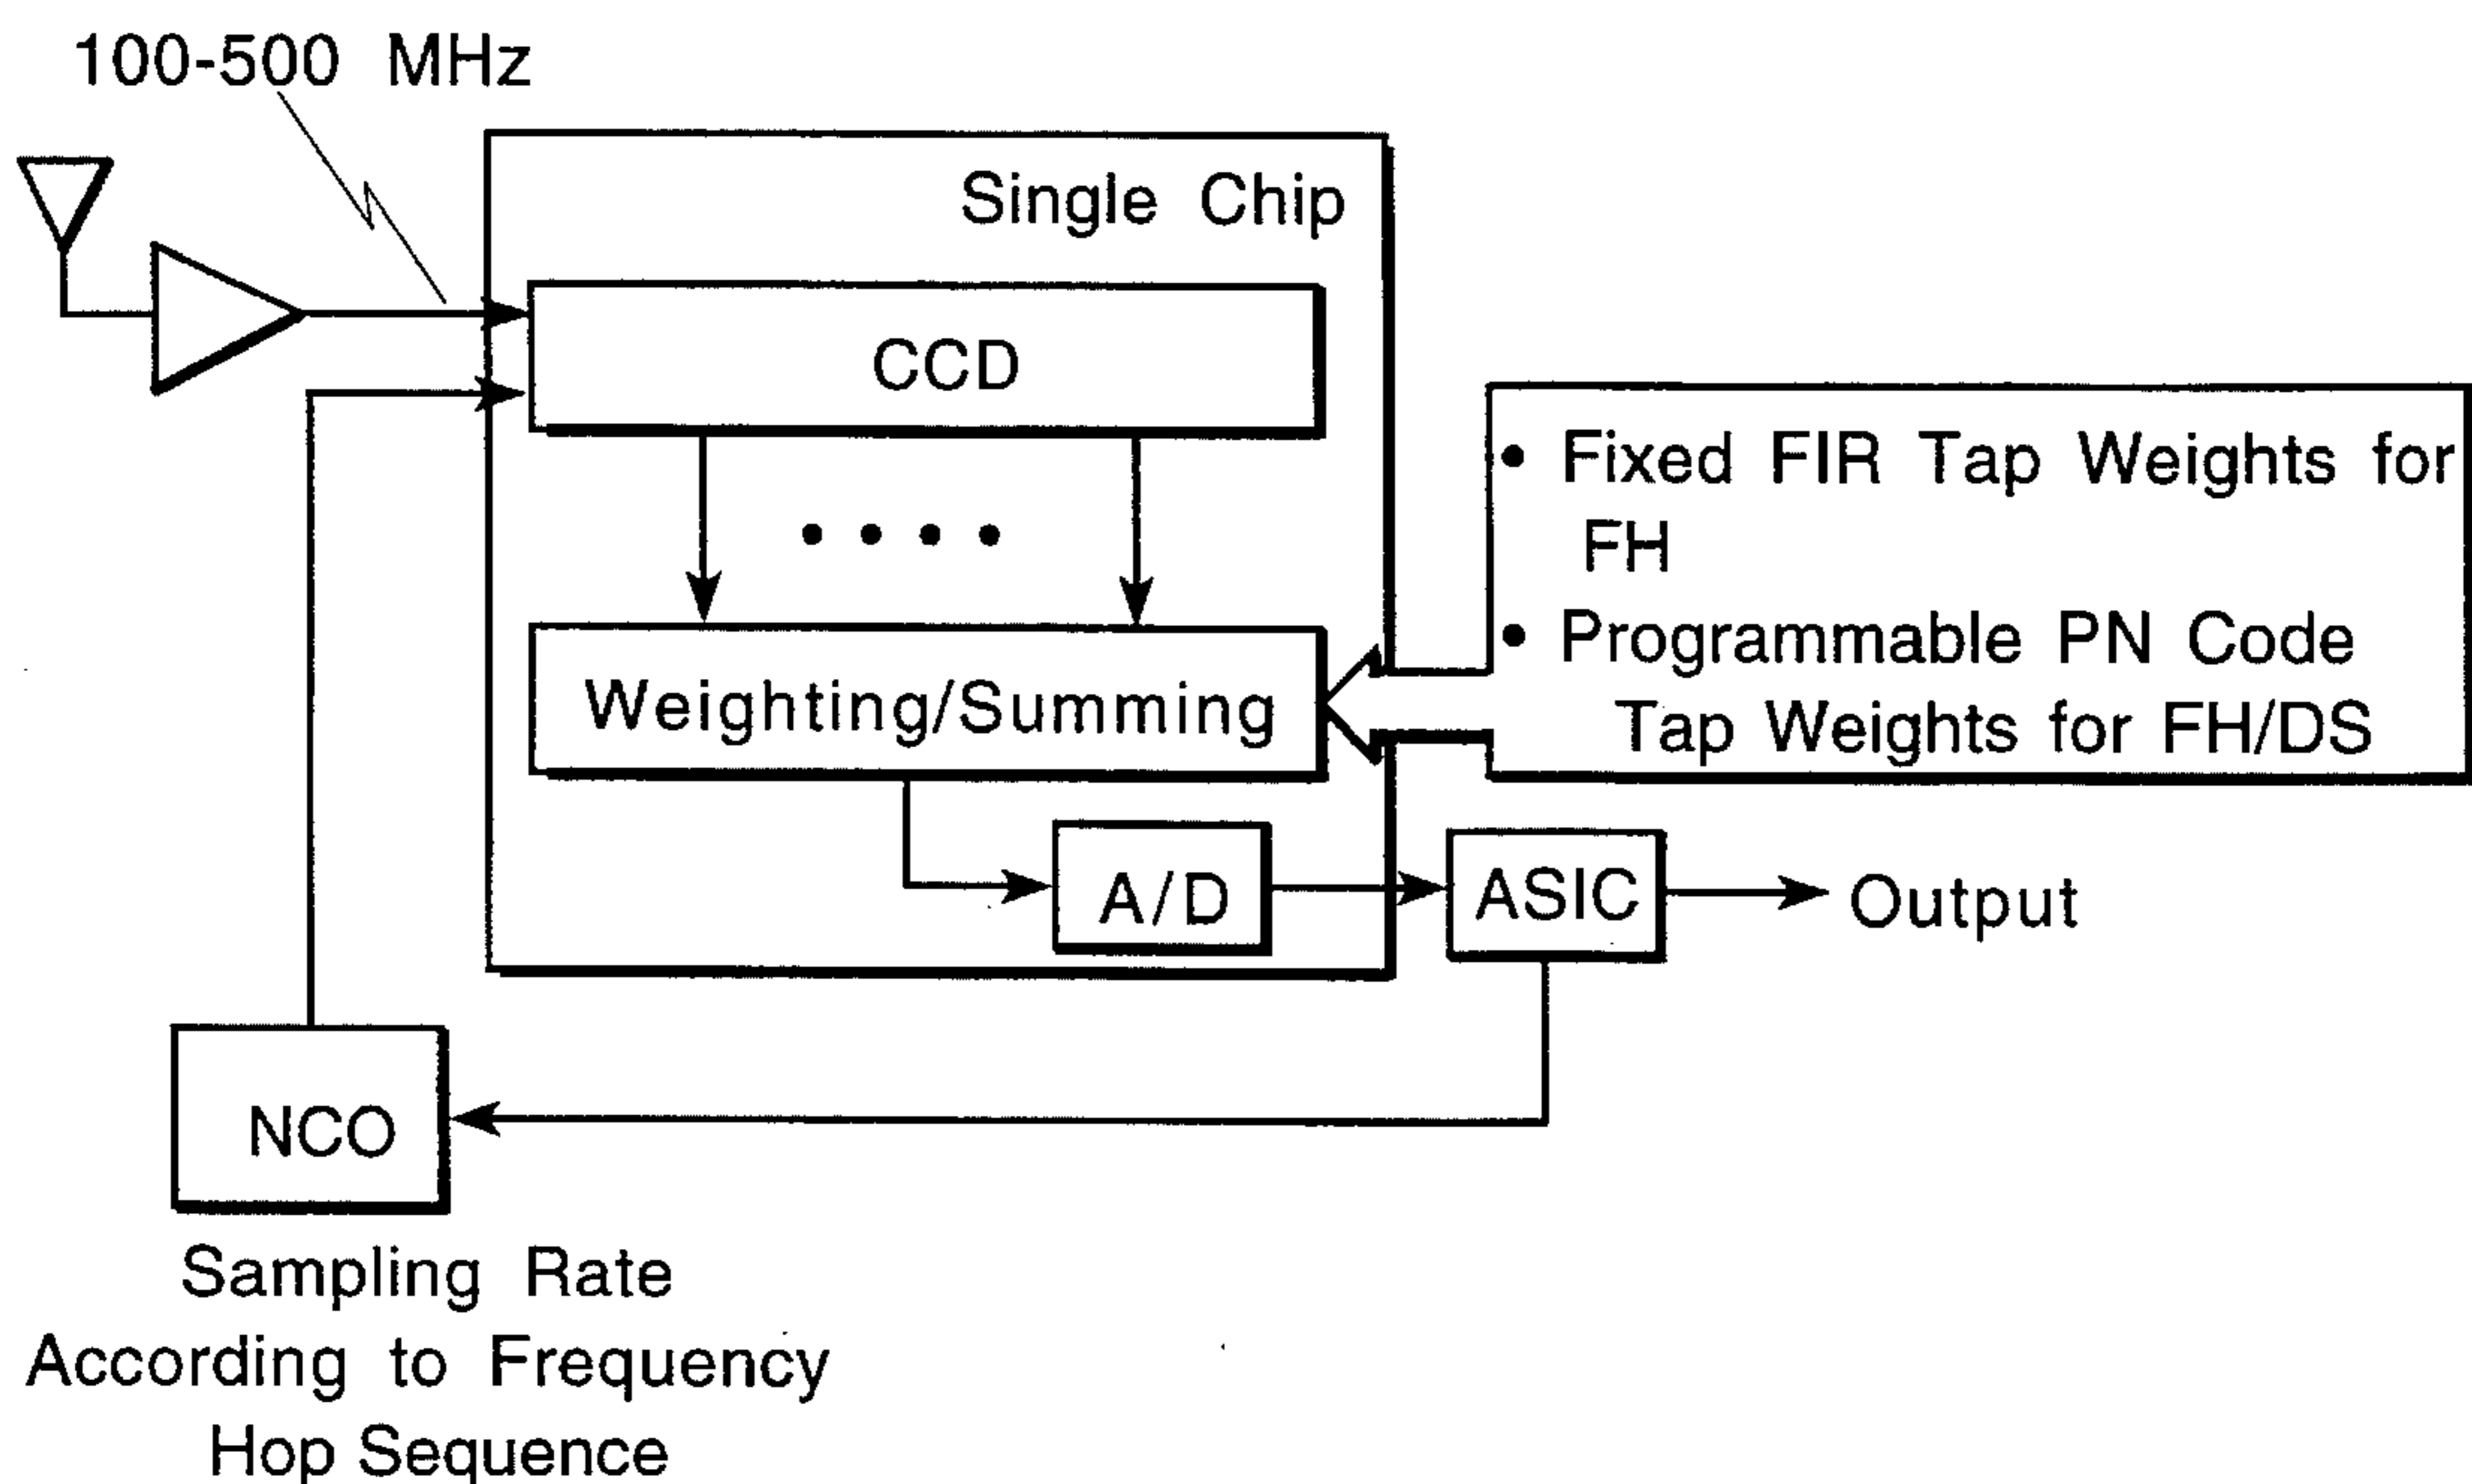 100-500 MHz
Single Chip
CCD
• Fixed FIR Tap Weights for
FH
• Programmable PN Code
Tap Weights for FH/DS
Weighting/Summing
A/D
ASIC
Output
NCO
Sampling Rate
According to Frequency
Hop Sequence